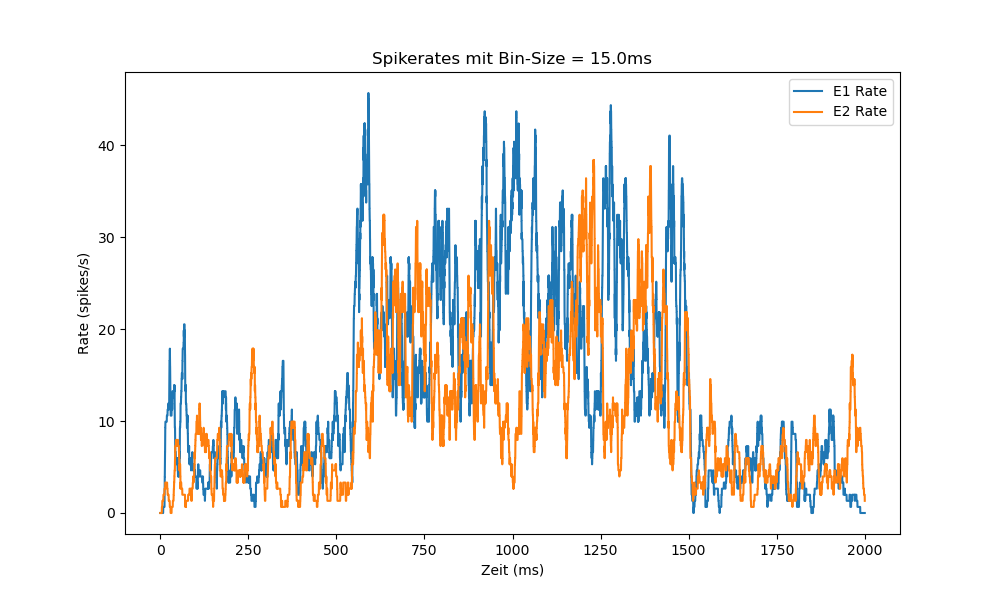 Spikerates mit Bin-Size = 15.0ms
E1 Rate
E2 Rate
Rate (spikes/s)
40
30
20
10
0
0 250 500 750 1000 1250 1500 1750 2000
Zeit (ms)